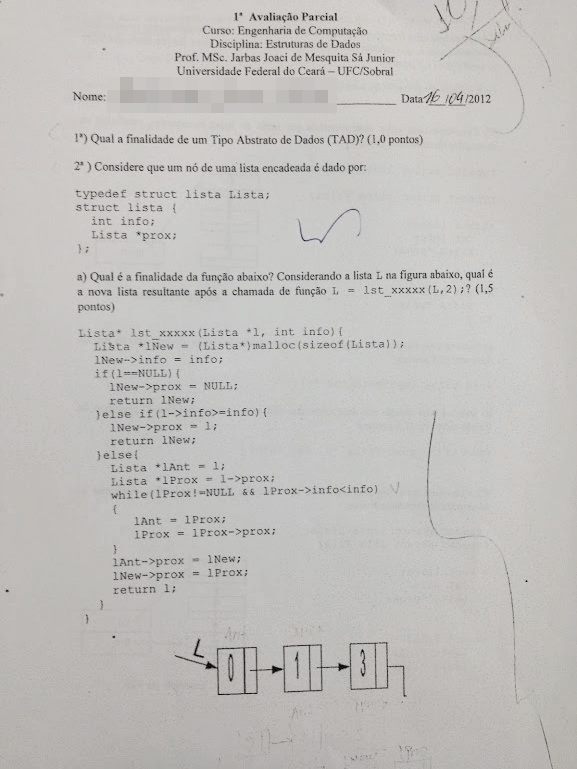 1ª Avaliação Parcial
Curso: Engenharia de Computação
Disciplina: Estruturas de Dados
Prof. MSc. Jarbas Joaci de Mesquita Sá Junior
Universidade Federal do Ceará – UFC/Sobral
Nome: Data 16/04/2012
1ª) Qual a finalidade de um Tipo Abstrato de Dados (TAD)? (1,0 pontos)
2ª ) Considere que um nó de uma lista encadeada é dado por:
typedef struct lista Lista;
struct lista {
int info;
Lista *prox;
};
a) Qual é a finalidade da função abaixo? Considerando a lista L na figura abaixo, qual é
a nova lista resultante após a chamada de função L = lst_xxxxx(L,2);? (1,5
pontos)
Lista* lst_xxxxx(Lista *l, int info){
Lista *lNew = (Lista*)malloc(sizeof(Lista));
lNew->info = info;
if(l==NULL){
lNew->prox = NULL;
return lNew;
}else if(l->info>=info){
lNew->prox = l;
return lNew;
}else{
Lista *lAnt = l;
Lista *lProx = l->prox;
while(lProx!=NULL && lProx->info<info)
{
lAnt = lProx;
lProx = lProx->prox;
}
lAnt->prox = lNew;
lNew->prox = lProx;
return l;
}
}
L
0 1 3